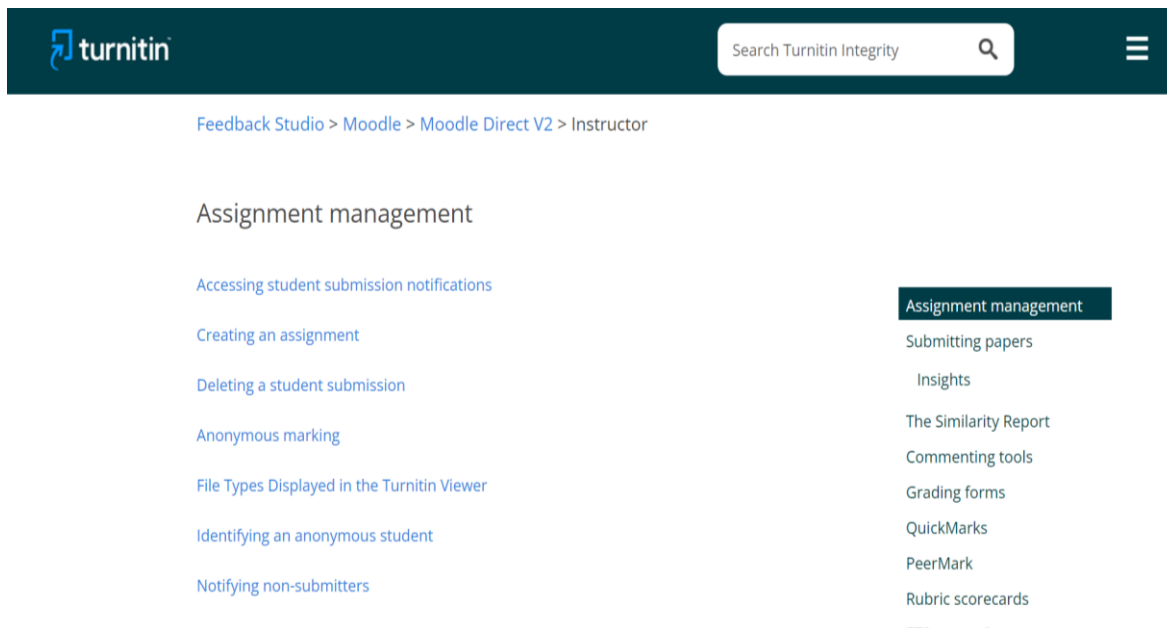 turnitin
Search Turnitin Integrity
Feedback Studio > Moodle > Moodle Direct V2 > Instructor
Assignment management
Accessing student submission notifications
Creating an assignment
Deleting a student submission
Anonymous marking
File Types Displayed in the Turnitin Viewer
Identifying an anonymous student
Notifying non-submitters
Assignment management
Submitting papers
Insights
The Similarity Report
Commenting tools
Grading forms
QuickMarks
PeerMark
Rubric scorecards